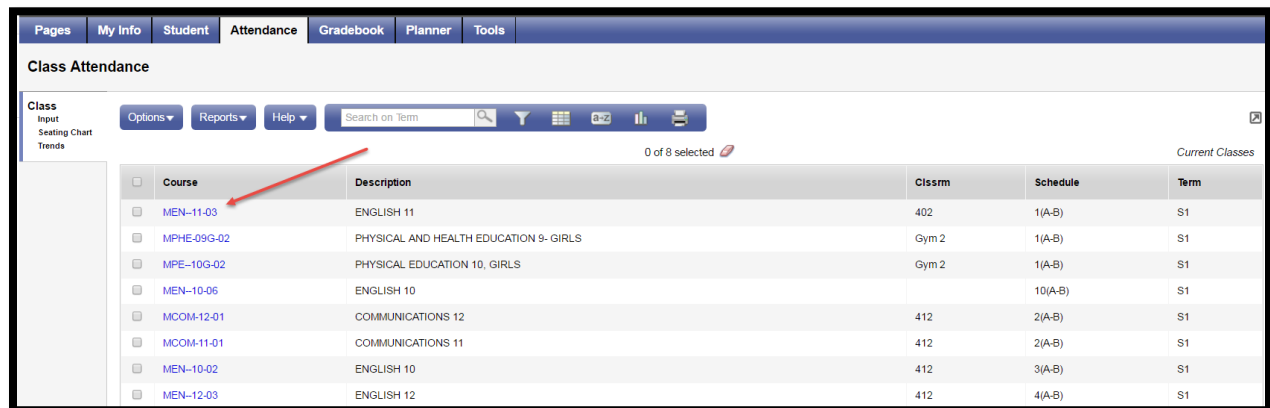 Pages My Info Student Attendance Gradebook Planner Tools
Class Attendance
Class
Input
Seating Chart
Trends
Options Reports Help Search on Term a-z
0 of 8 selected Current Classes
Course Description Clssrm Schedule Term
MEN--11-03 ENGLISH 11 402 1(A-B) S1
MPHE-09G-02 PHYSICAL AND HEALTH EDUCATION 9- GIRLS Gym 2 1(A-B) S1
MPE--10G-02 PHYSICAL EDUCATION 10, GIRLS Gym 2 1(A-B) S1
MEN--10-06 ENGLISH 10 10(A-B) S1
MCOM-12-01 COMMUNICATIONS 12 412 2(A-B) S1
MCOM-11-01 COMMUNICATIONS 11 412 2(A-B) S1
MEN--10-02 ENGLISH 10 412 3(A-B) S1
MEN--12-03 ENGLISH 12 412 4(A-B) S1